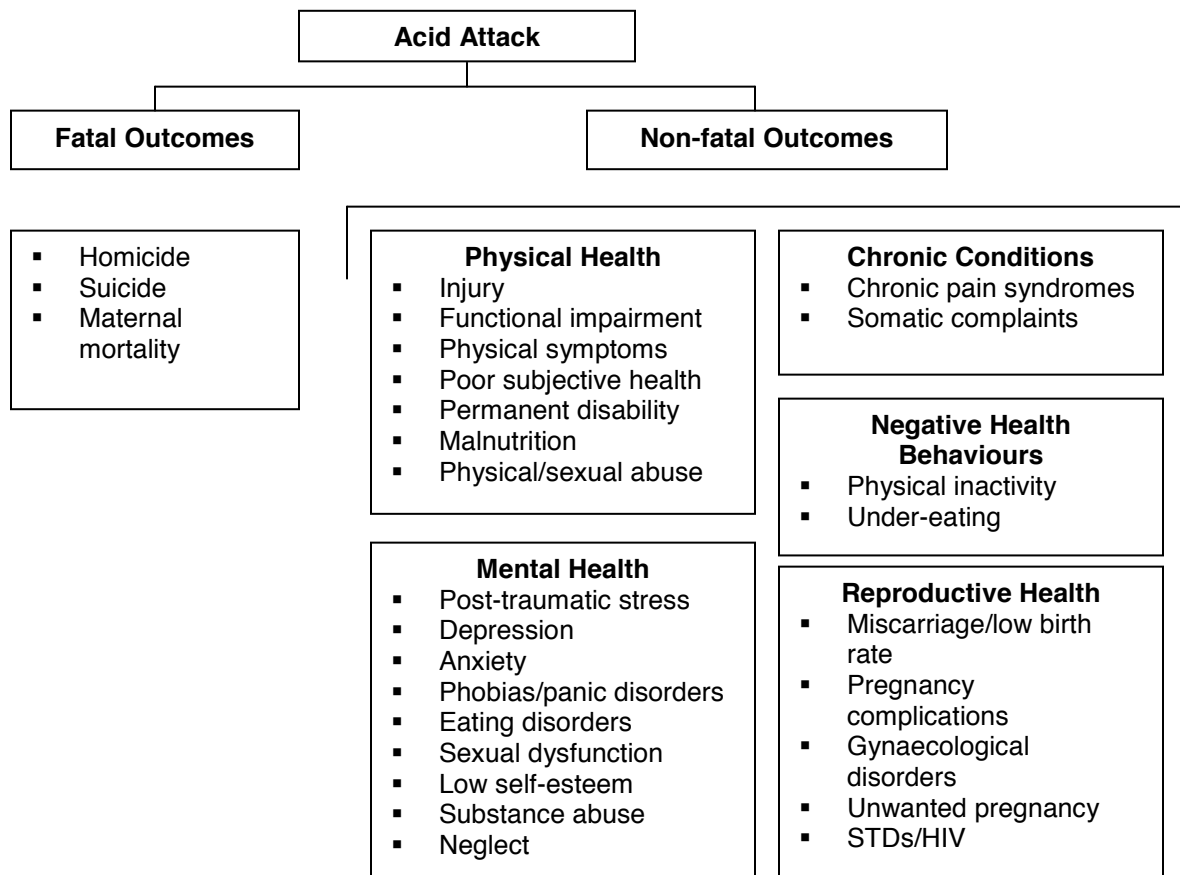 Acid Attack
Fatal Outcomes
Non-fatal Outcomes
▪ Homicide
▪ Suicide
▪ Maternal
mortality
Physical Health
▪ Injury
▪ Functional impairment
▪ Physical symptoms
▪ Poor subjective health
▪ Permanent disability
▪ Malnutrition
▪ Physical/sexual abuse
Mental Health
▪ Post-traumatic stress
▪ Depression
▪ Anxiety
▪ Phobias/panic disorders
▪ Eating disorders
▪ Sexual dysfunction
▪ Low self-esteem
▪ Substance abuse
▪ Neglect
Chronic Conditions
▪ Chronic pain syndromes
▪ Somatic complaints
Negative Health
Behaviours
▪ Physical inactivity
▪ Under-eating
Reproductive Health
▪ Miscarriage/low birth
rate
▪ Pregnancy
complications
▪ Gynaecological
disorders
▪ Unwanted pregnancy
▪ STDs/HIV